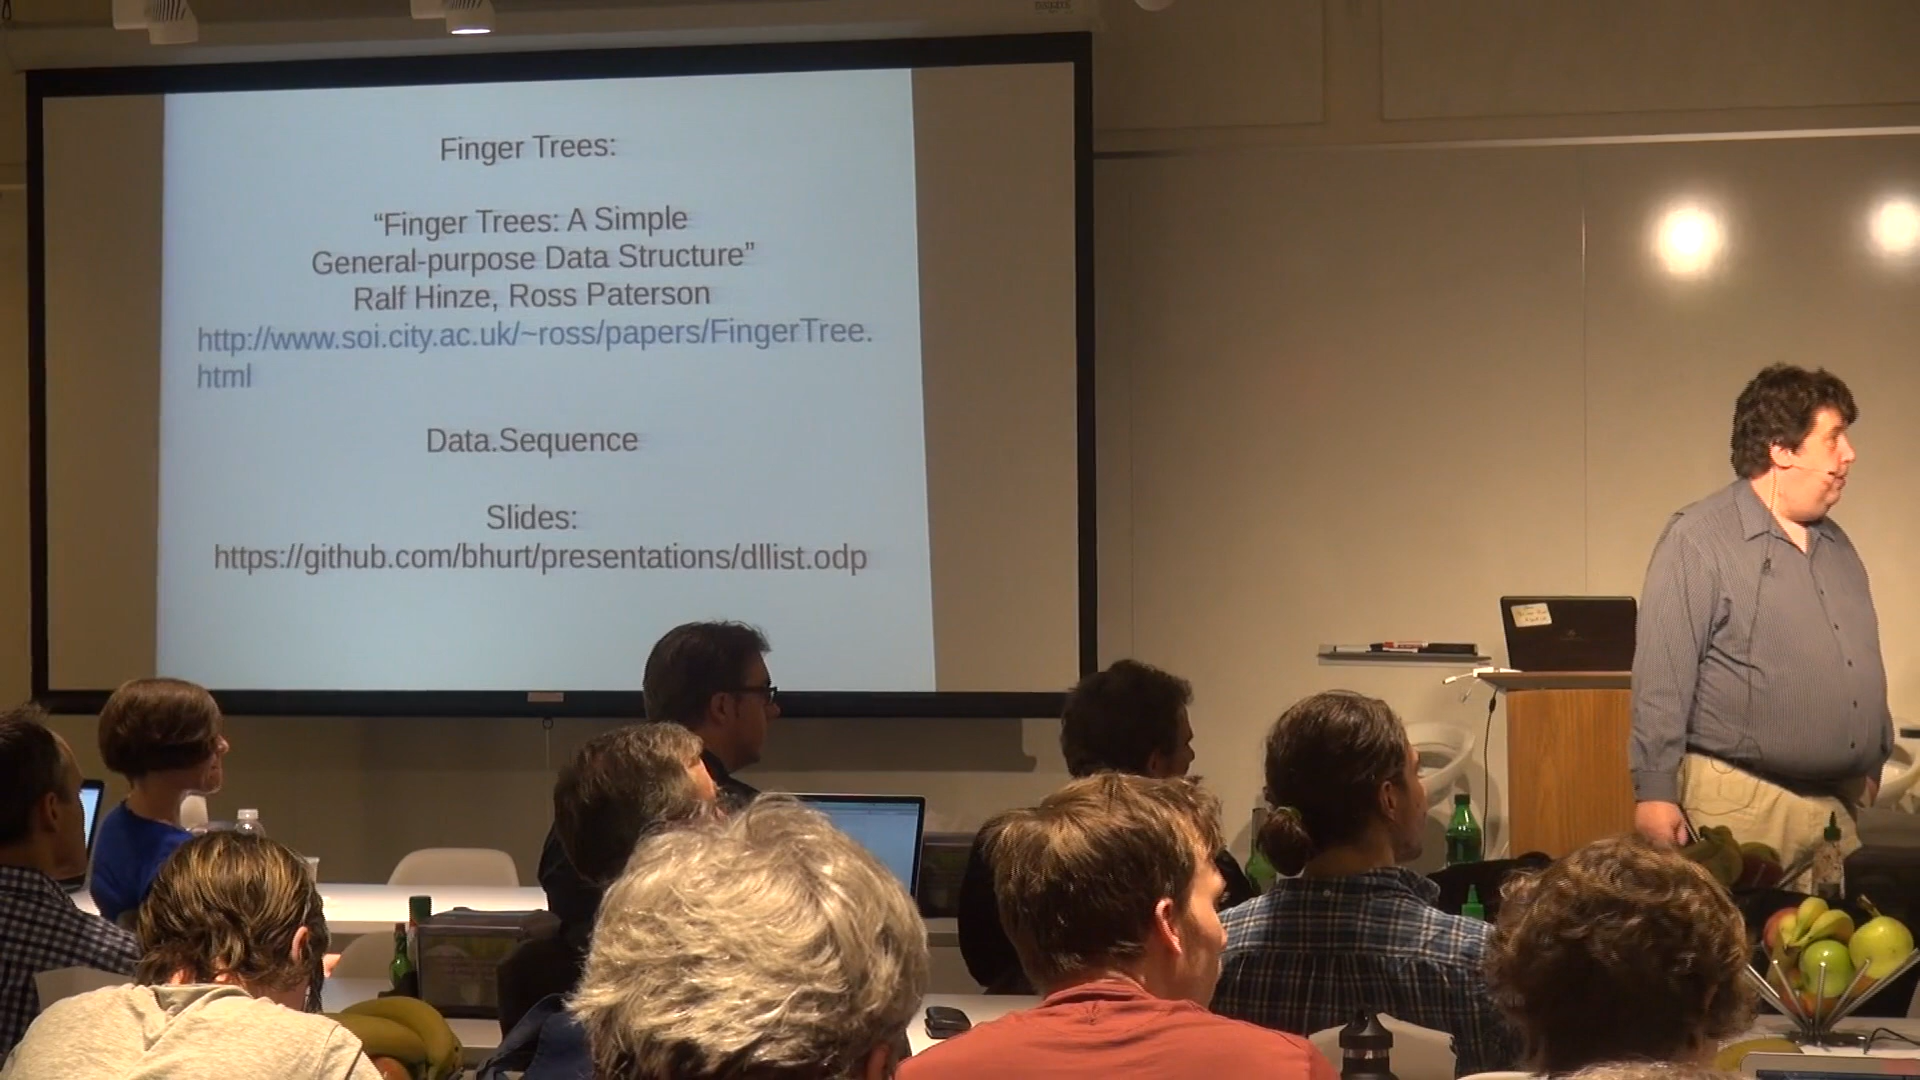 Finger Trees:
“Finger Trees: A Simple
General-purpose Data Structure”
Ralf Hinze, Ross Paterson
http://www.soi.city.ac.uk/~ross/papers/FingerTree.
html
Data.Sequence
Slides:
https://github.com/bhurt/presentations/dllist.odp